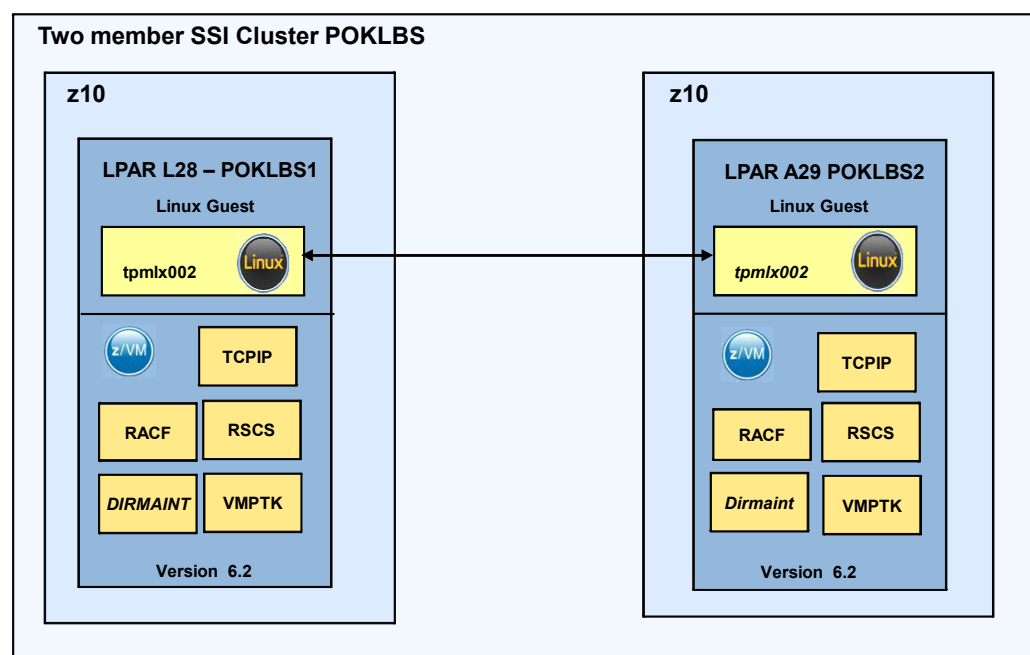 Two member SSI Cluster POKLBS
z10
LPAR L28 – POKLBS1
Linux Guest
tpmlx002
Linux
z/VM
TCPIP
RACF
RSCS
DIRMAINT
VMPTK
Version 6.2
z10
LPAR A29 POKLBS2
Linux Guest
tpmlx002
Linux
z/VM
TCPIP
RACF
RSCS
Dirmaint
VMPTK
Version 6.2